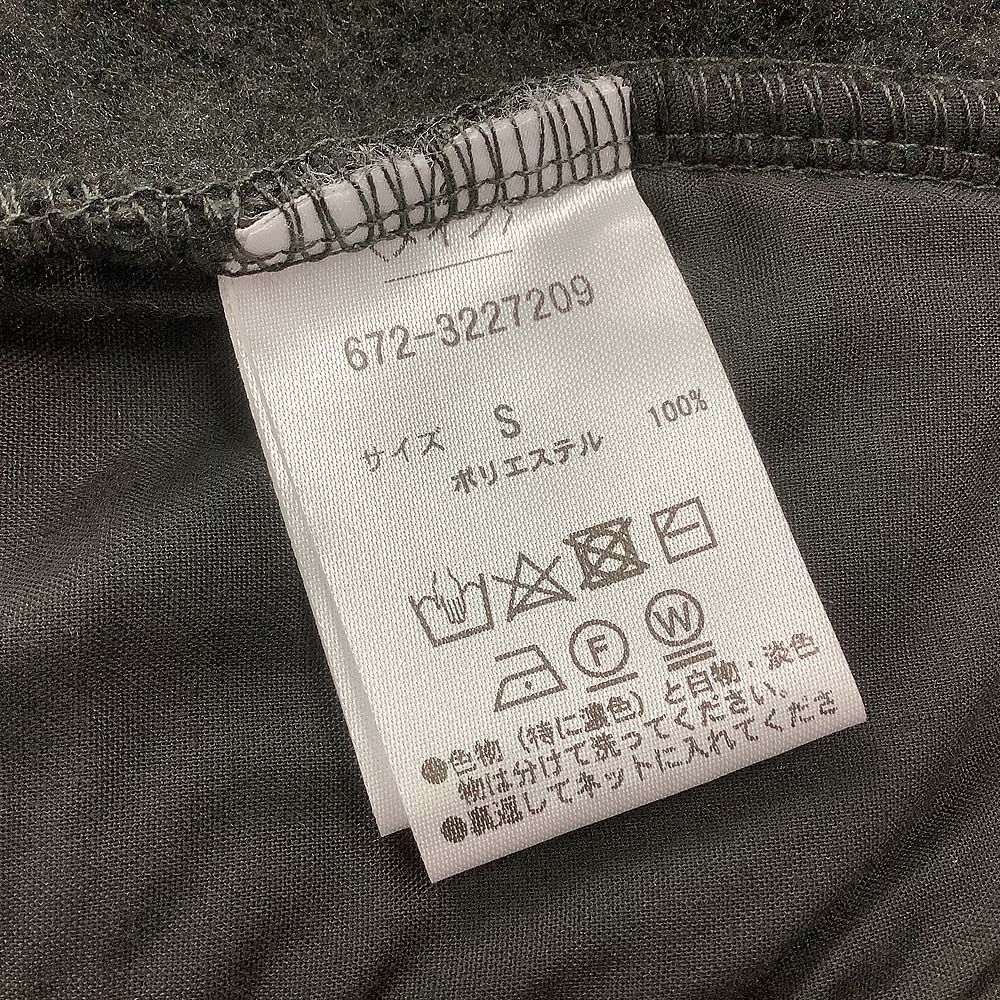 672-3227209
サイズ S
ポリエステル 100%
F W
●色物（特に濃色）と白物・淡色
物は分けて洗ってください.
●裏返してネットに入れてくださ